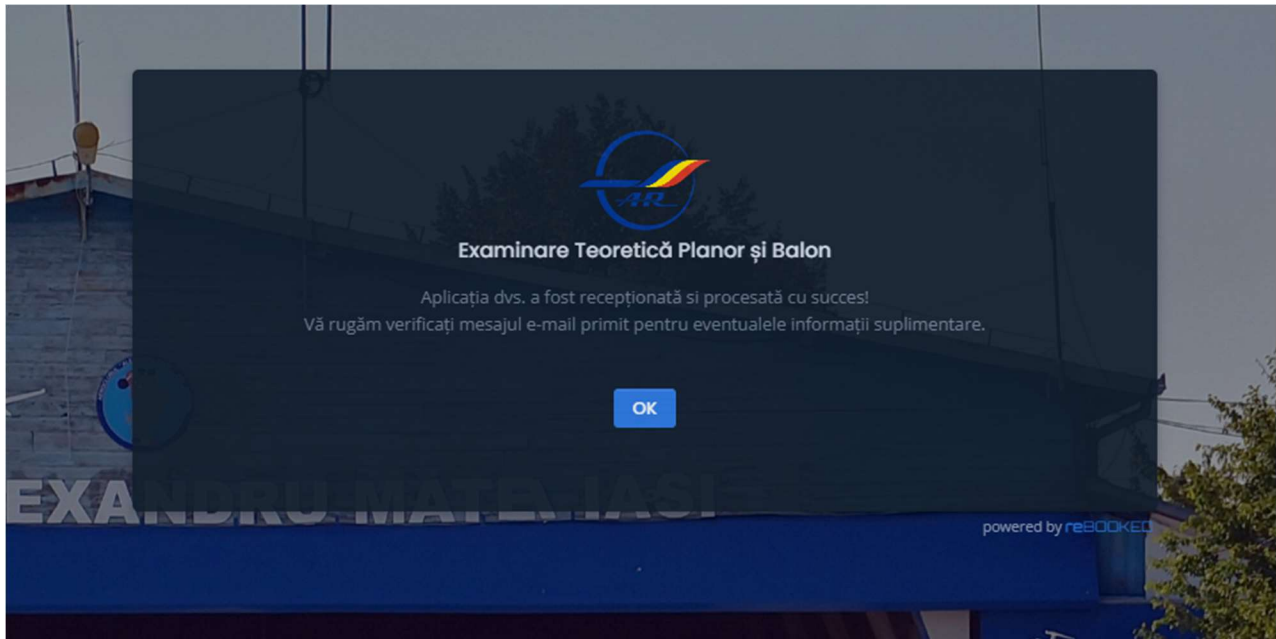 AR
Examinare Teoretică Planor și Balon
Aplicația dvs. a fost recepționată si procesată cu succes!
Vă rugăm verificați mesajul e-mail primit pentru eventualele informații suplimentare.
OK
EXANDRU MATEI IASI
powered by reBOOKED